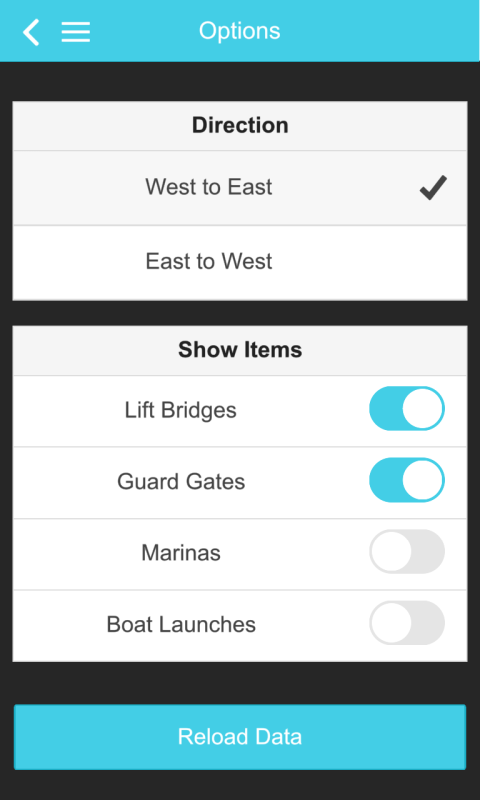 Options
Direction
West to East
East to West
Show Items
Lift Bridges
Guard Gates
Marinas
Boat Launches
Reload Data